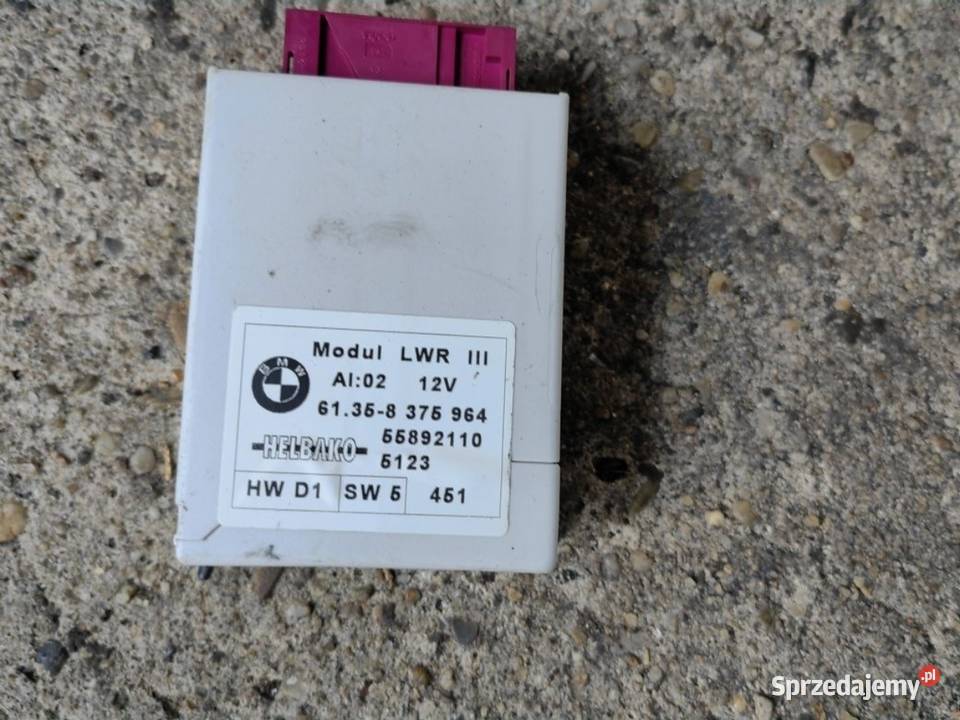 Modul LWR III
BMW
AI:02 12V
61.35-8 375 964
55892110
HELBAKO
5123
HW D1 SW 5 451
Sprzedajemy.pl